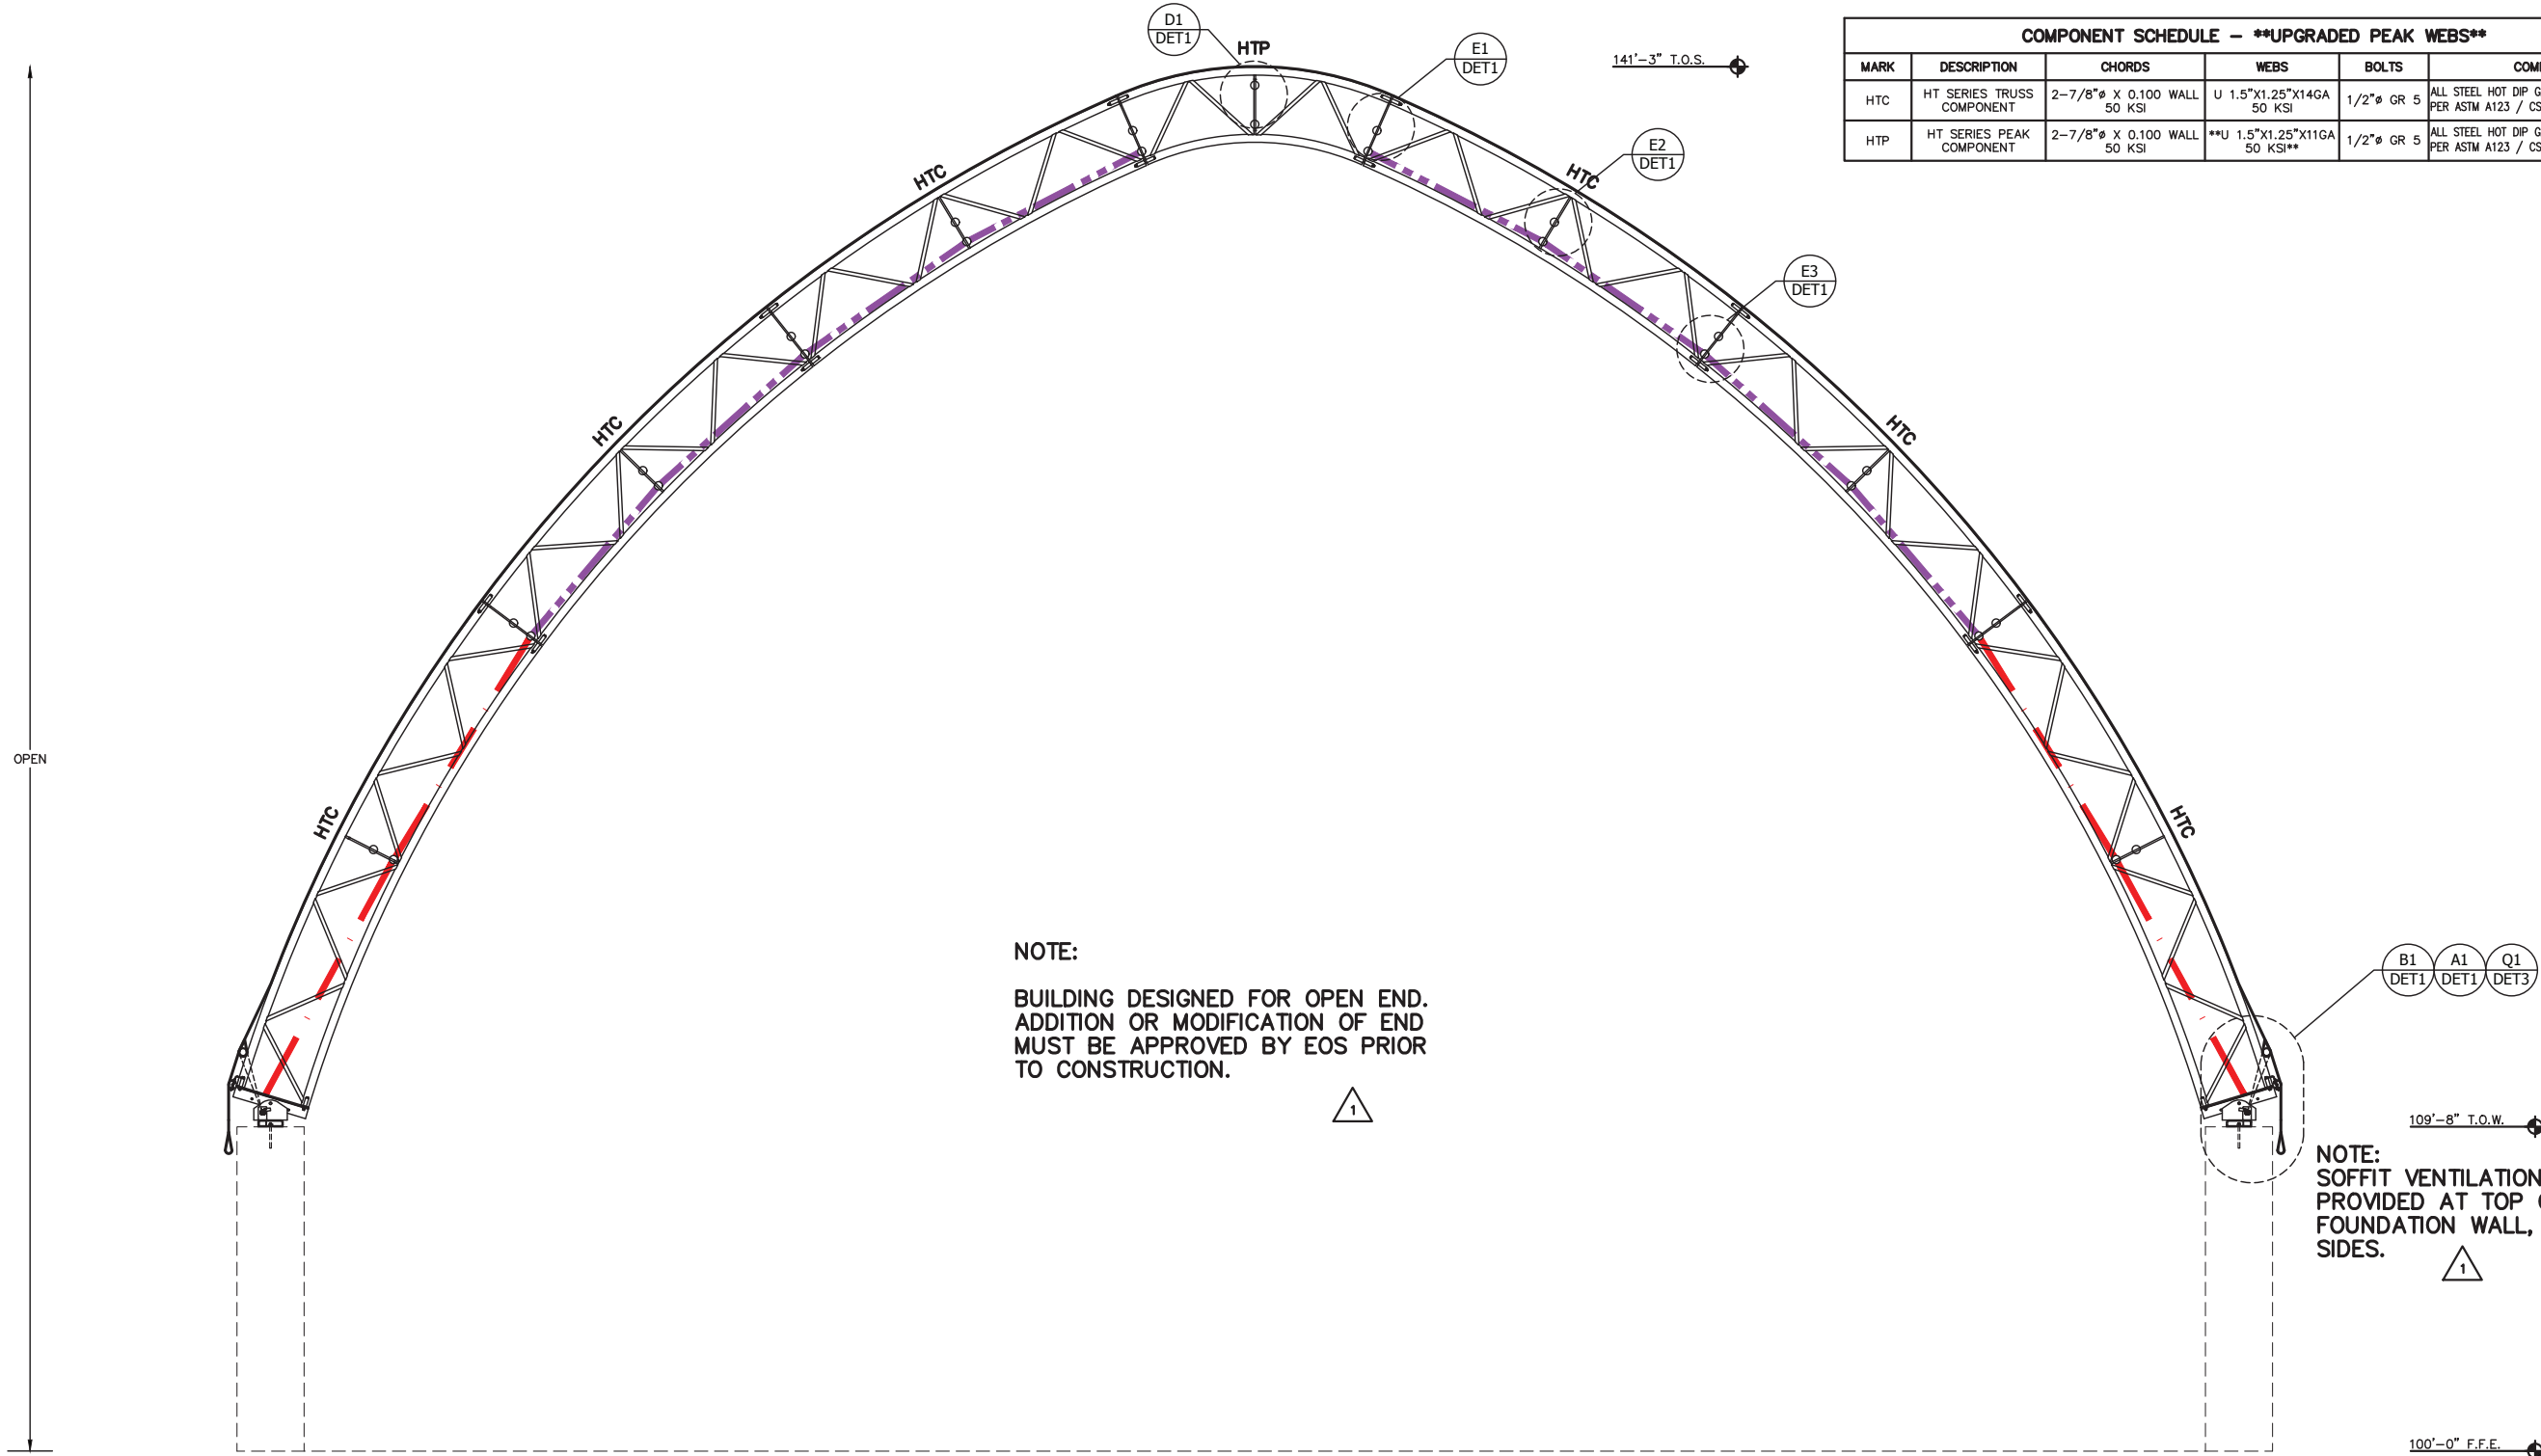 D1
DET1
HTP
E1
DET1
141'-3" T.O.S.
COMPONENT SCHEDULE – **UPGRADED PEAK WEBS**
MARK DESCRIPTION CHORDS WEBS BOLTS
HTC HT SERIES TRUSS COMPONENT 2-7/8"ø X 0.100 WALL 50 KSI U 1.5"X1.25"X14GA 50 KSI 1/2"ø GR 5 ALL STEEL HOT DIP PER ASTM A123 /
HTP HT SERIES PEAK COMPONENT 2-7/8"ø X 0.100 WALL 50 KSI **U 1.5"X1.25"X11GA 50 KSI** 1/2"ø GR 5 ALL STEEL HOT DIP PER ASTM A123 /
E2
DET1
HTC
HTC
E3
DET1
HTC
HTC
OPEN
HTC
HTC
NOTE:
BUILDING DESIGNED FOR OPEN END.
ADDITION OR MODIFICATION OF END
MUST BE APPROVED BY EOS PRIOR
TO CONSTRUCTION.
1
B1
DET1
A1
DET1
Q1
DET3
109'-8" T.O.W.
NOTE:
SOFFIT VENTILATION
PROVIDED AT TOP
FOUNDATION WALL,
SIDES.
1
100'-0" F.F.E.